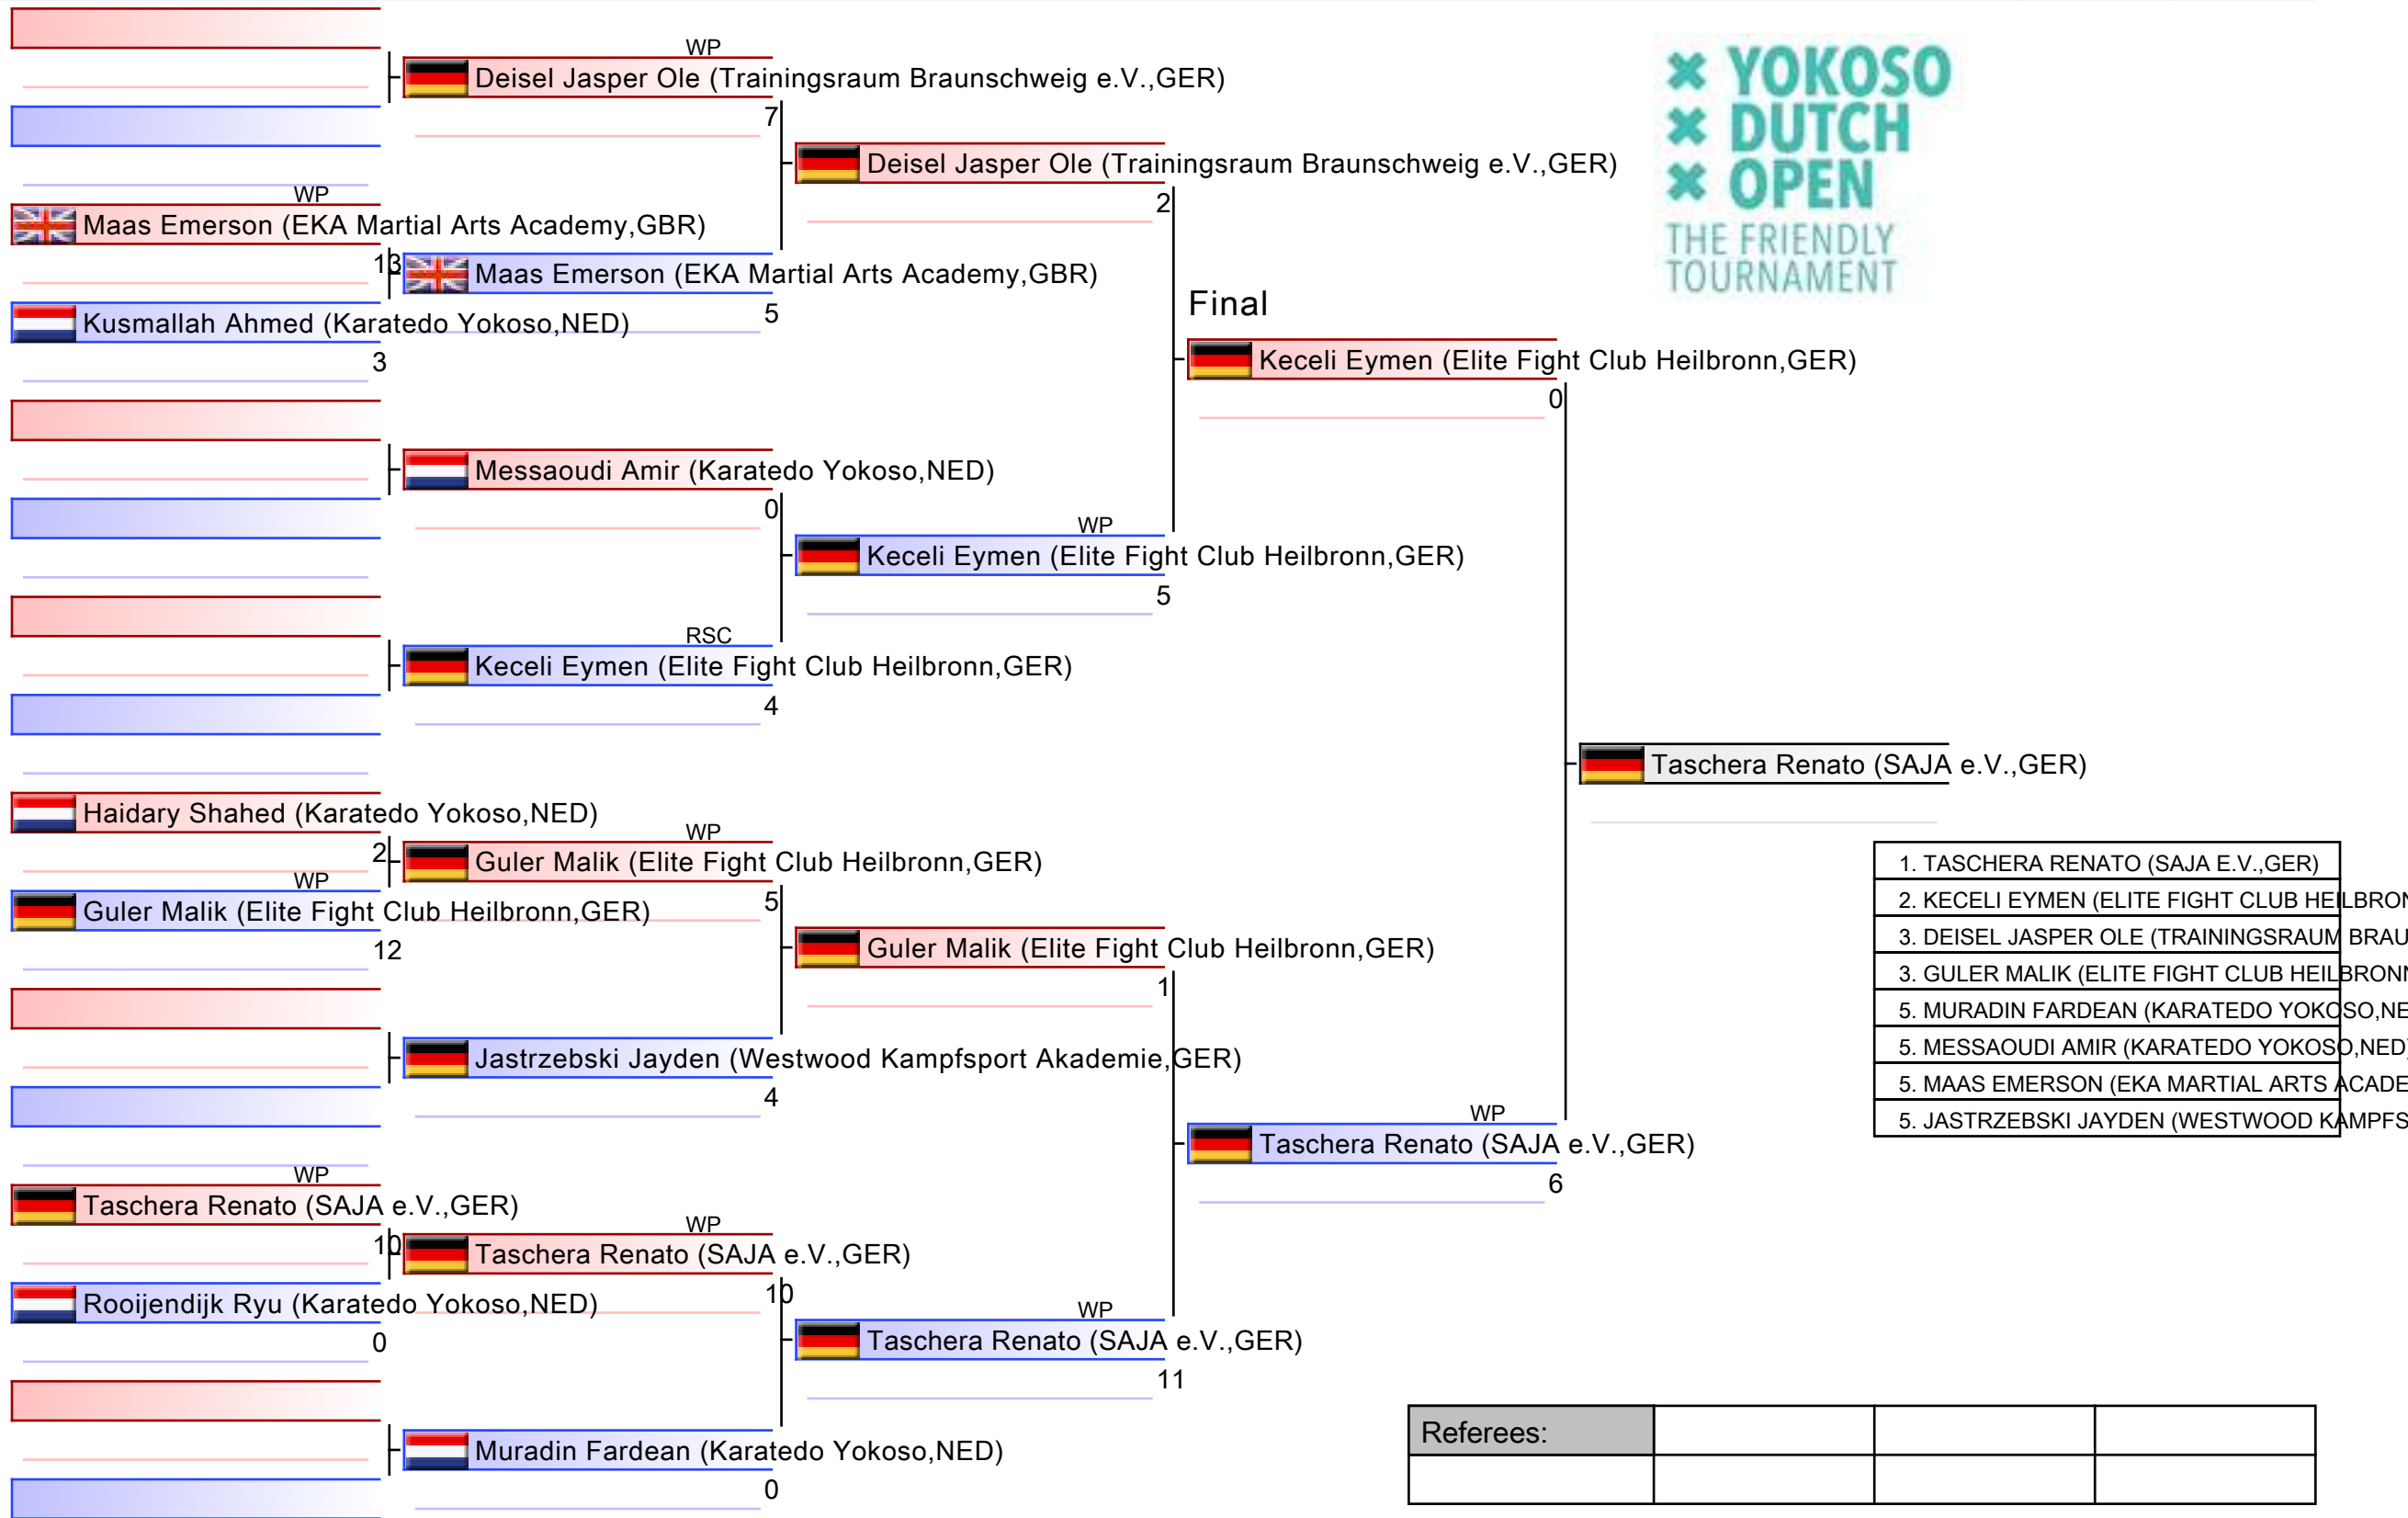 WP
Deisel Jasper Ole (Trainingsraum Braunschweig e.V.,GER)
7
Deisel Jasper Ole (Trainingsraum Braunschweig e.V.,GER)
2
YOKOSO
DUTCH
OPEN
THE FRIENDLY
TOURNAMENT
WP
Maas Emerson (EKA Martial Arts Academy,GBR)
13
Maas Emerson (EKA Martial Arts Academy,GBR)
5
Kusmallah Ahmed (Karatedo Yokoso,NED)
3
Final
Keceli Eymen (Elite Fight Club Heilbronn,GER)
0
Messaoudi Amir (Karatedo Yokoso,NED)
0
WP
Keceli Eymen (Elite Fight Club Heilbronn,GER)
5
RSC
Keceli Eymen (Elite Fight Club Heilbronn,GER)
4
Taschera Renato (SAJA e.V.,GER)
Haidary Shahed (Karatedo Yokoso,NED)
2
WP
Guler Malik (Elite Fight Club Heilbronn,GER)
5
WP
Guler Malik (Elite Fight Club Heilbronn,GER)
12
Guler Malik (Elite Fight Club Heilbronn,GER)
1
Jastrzebski Jayden (Westwood Kampfsport Akademie,GER)
4
WP
Taschera Renato (SAJA e.V.,GER)
6
1. TASCHERA RENATO (SAJA E.V.,GER)
2. KECELI EYMEN (ELITE FIGHT CLUB HEILBRON
3. DEISEL JASPER OLE (TRAININGSRAUM BRAU
3. GULER MALIK (ELITE FIGHT CLUB HEILBRONN
5. MURADIN FARDEAN (KARATEDO YOKOSO,NE
5. MESSAOUDI AMIR (KARATEDO YOKOSO,NED)
5. MAAS EMERSON (EKA MARTIAL ARTS ACADE
5. JASTRZEBSKI JAYDEN (WESTWOOD KAMPFS
WP
Taschera Renato (SAJA e.V.,GER)
10
WP
Taschera Renato (SAJA e.V.,GER)
10
Rooijendijk Ryu (Karatedo Yokoso,NED)
0
WP
Taschera Renato (SAJA e.V.,GER)
11
Muradin Fardean (Karatedo Yokoso,NED)
0
Referees: